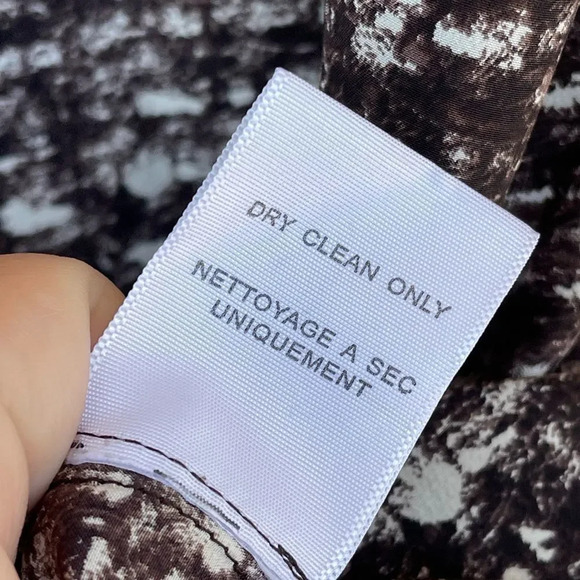 DRY CLEAN ONLY
NETTOYAGE A SEC
UNIQUEMENT